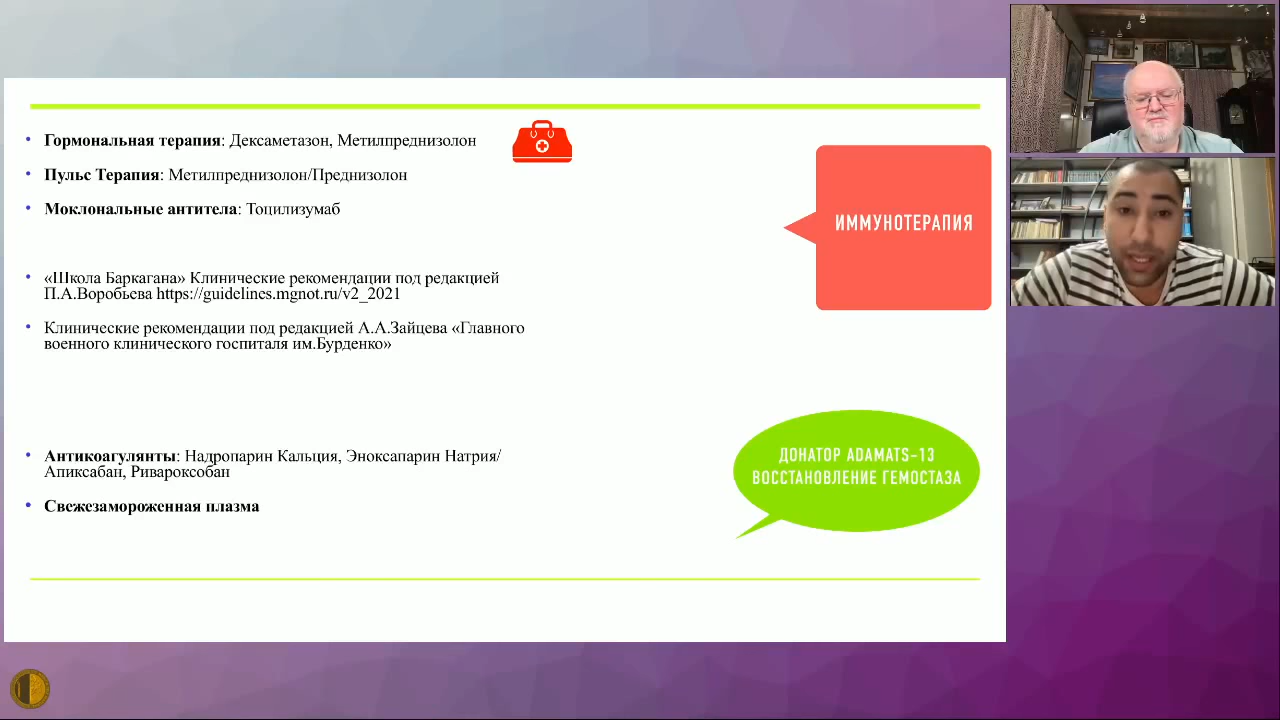 Гормональная терапия: Дексаметазон, Метилпреднизолон
Пульс Терапия: Метилпреднизолон/Преднизолон
Моклональные антитела: Тоцилизумаб
ИММУНОТЕРАПИЯ
«Школа Баркагана» Клинические рекомендации под редакцией
П.А.Воробьева https://guidelines.mgnot.ru/v2_2021
Клинические рекомендации под редакцией А.А.Зайцева «Главного
военного клинического госпиталя им.Бурденко»
Антикоагулянты: Надропарин Кальция, Эноксапарин Натрия/
Апиксабан, Ривароксобан
Свежезамороженная плазма
ДОНАТОР ADAMATS-13
ВОССТАНОВЛЕНИЕ ГЕМОСТАЗА